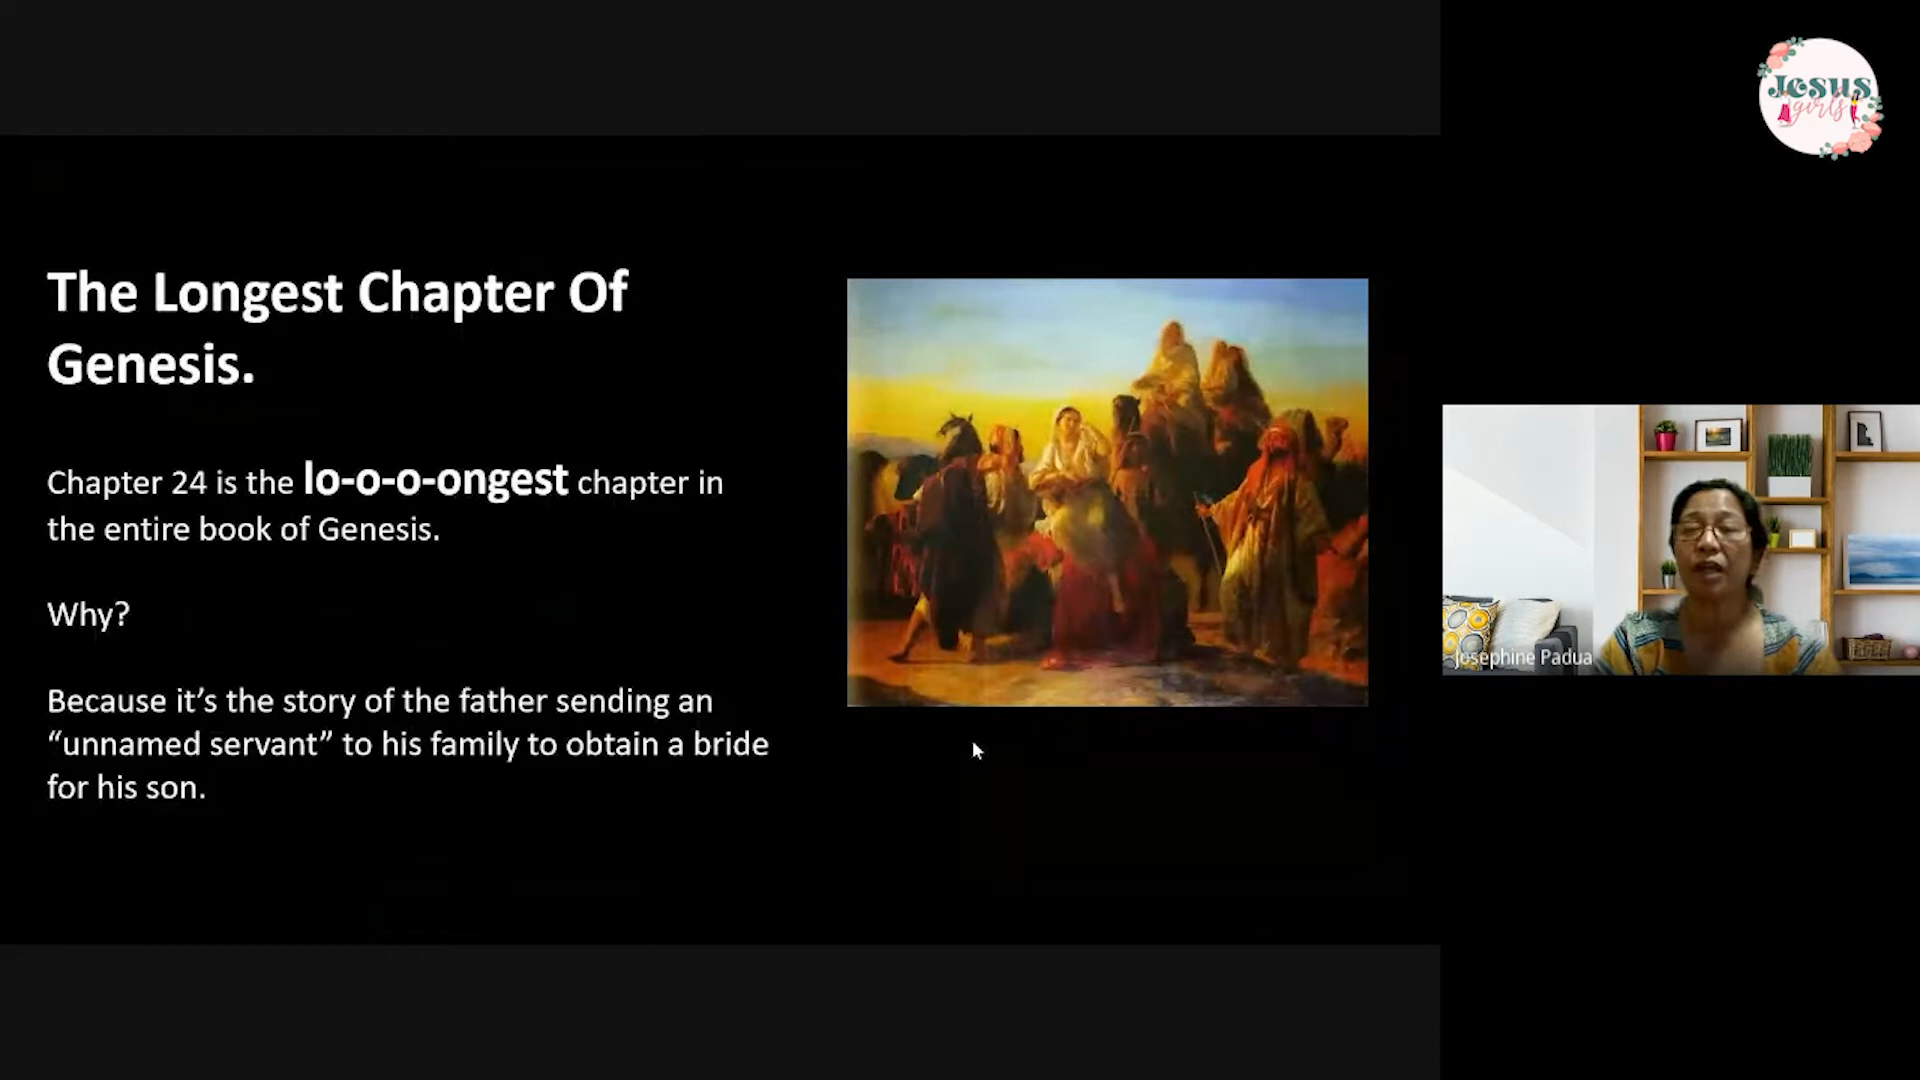 The Longest Chapter Of
Genesis.
Chapter 24 is the lo-o-o-ongest chapter in
the entire book of Genesis.
Why?
Because it’s the story of the father sending an
“unnamed servant” to his family to obtain a bride
for his son.
Jesus
girls
Josephine Padua